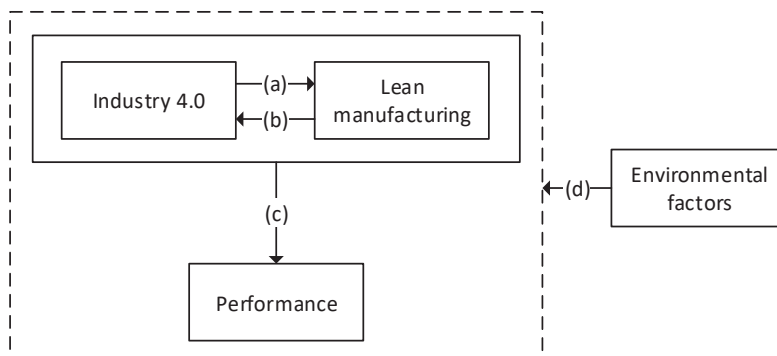 (a)
Industry 4.0
Lean
manufacturing
(b)
Environmental
factors
(d)
(c)
Performance